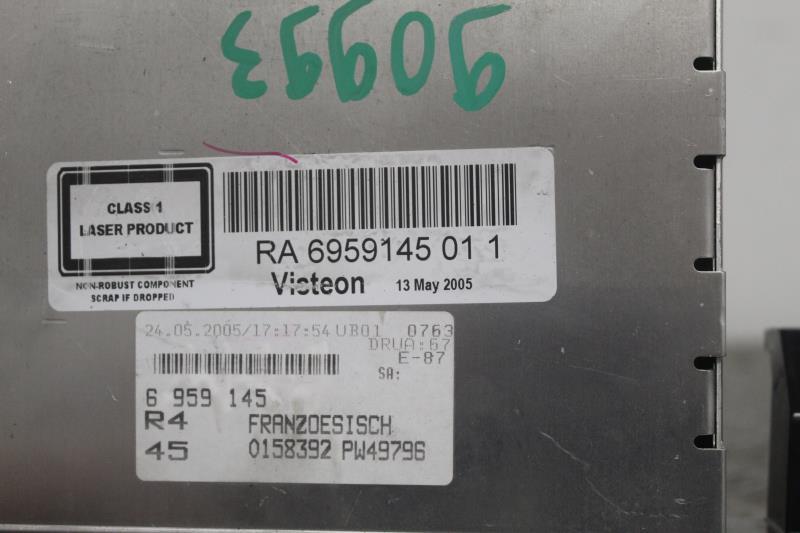 90993
CLASS 1
LASER PRODUCT
NON-ROBUST COMPONENT
SCRAP IF DROPPED
RA 6959145 01 1
Visteon 13 May 2005
24.05.2005/17:17:54 UB01 0763
DRUA:67
E-87
SA:
6 959 145
R4 FRANZOESISCH
45 0158392 PW49796